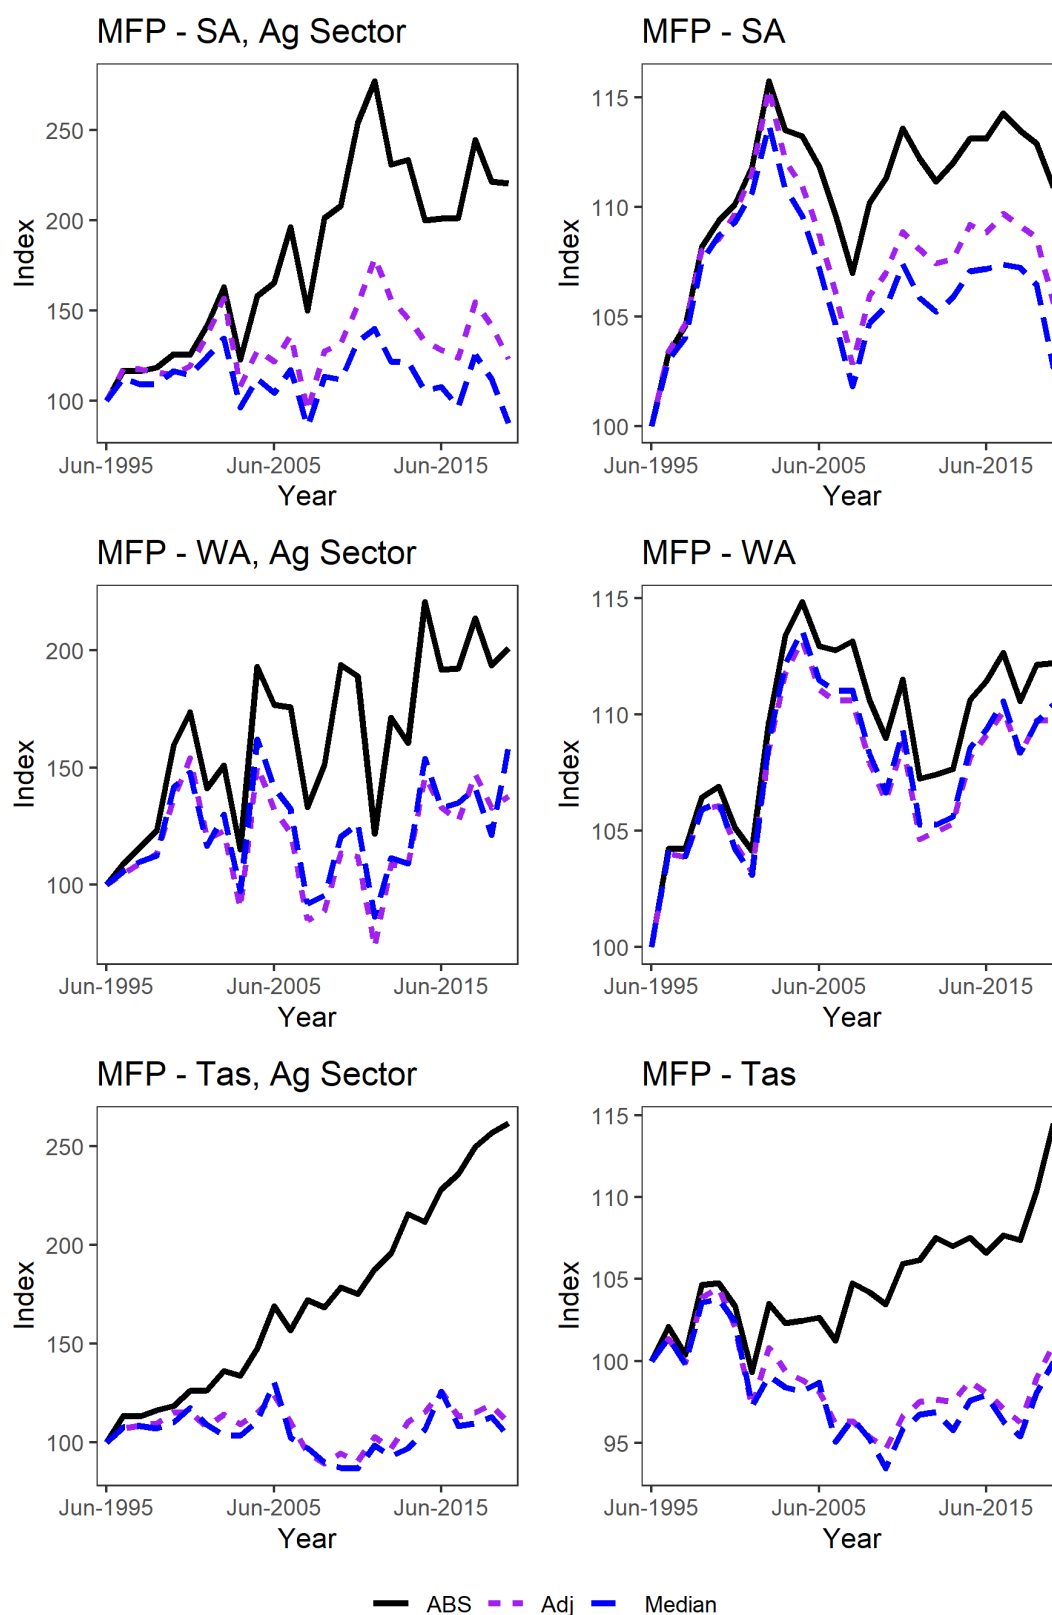 MFP - SA, Ag Sector
Index
250
200
150
100
Jun-1995 Jun-2005 Jun-2015
Year
MFP - SA
Index
115
110
105
100
Jun-1995 Jun-2005 Jun-2015
Year
MFP - WA, Ag Sector
Index
200
150
100
Jun-1995 Jun-2005 Jun-2015
Year
MFP - WA
Index
115
110
105
100
Jun-1995 Jun-2005 Jun-2015
Year
MFP - Tas, Ag Sector
Index
250
200
150
100
Jun-1995 Jun-2005 Jun-2015
Year
MFP - Tas
Index
115
110
105
100
95
Jun-1995 Jun-2005 Jun-2015
Year
ABS Adj Median